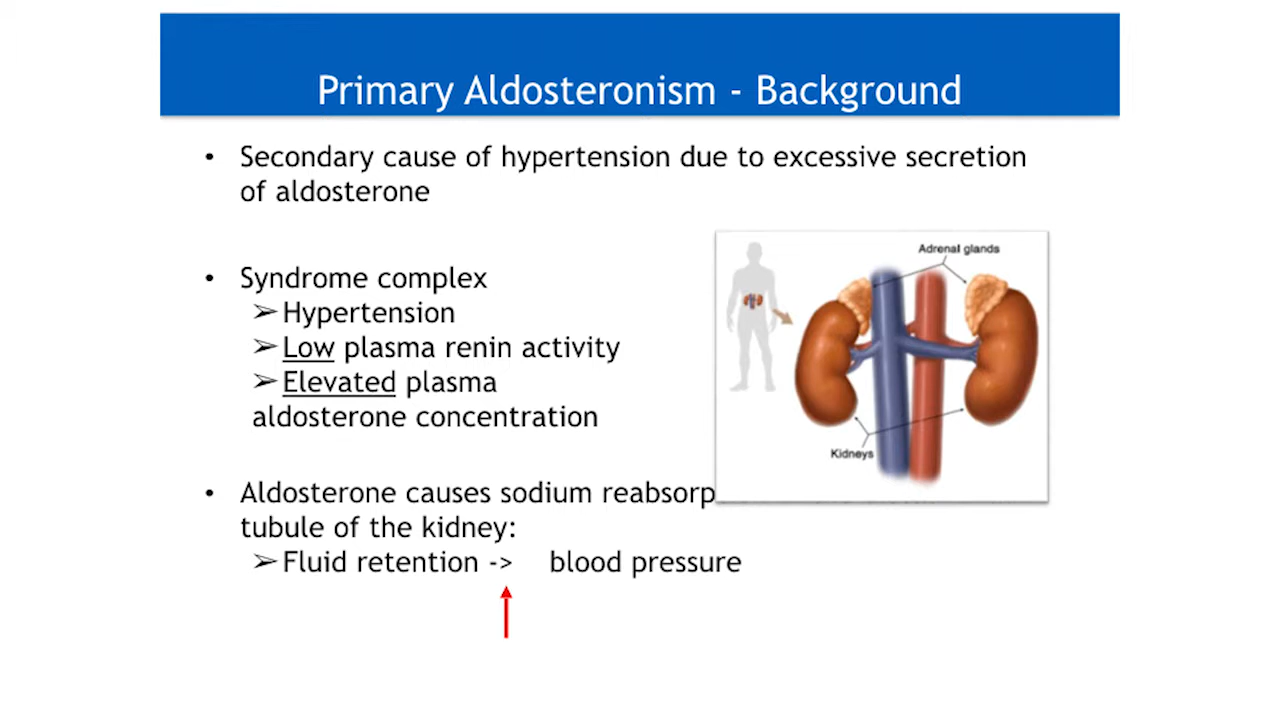 Primary Aldosteronism - Background
• Secondary cause of hypertension due to excessive secretion
of aldosterone
• Syndrome complex
➢ Hypertension
➢ Low plasma renin activity
➢ Elevated plasma
aldosterone concentration
Adrenal glands
Kidneys
• Aldosterone causes sodium
tubule of the kidney:
➢ Fluid retention -> blood pressure